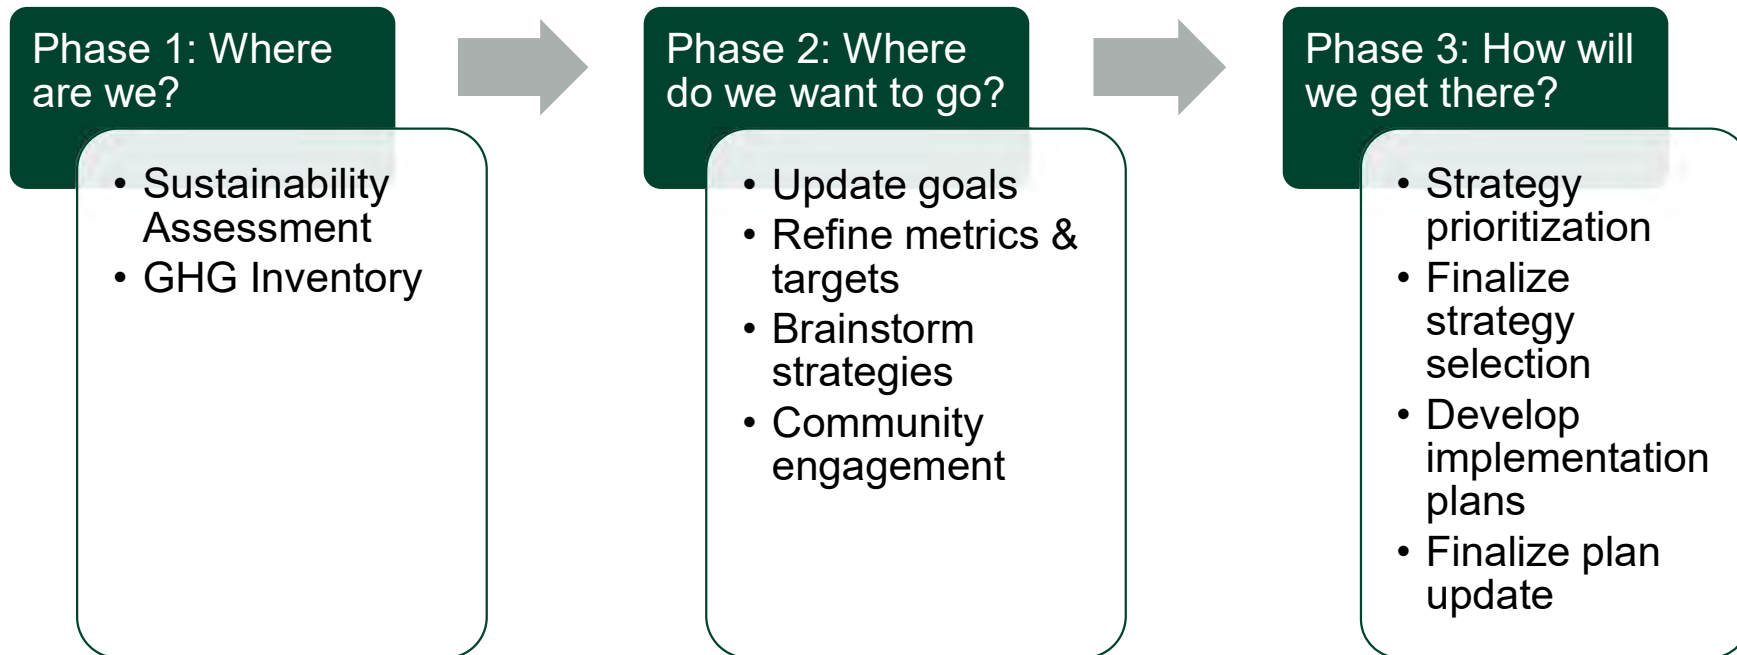 Phase 1: Where
are we?
• Sustainability
Assessment
• GHG Inventory
Phase 2: Where
do we want to go?
• Update goals
• Refine metrics &
targets
• Brainstorm
strategies
• Community
engagement
Phase 3: How will
we get there?
• Strategy
prioritization
• Finalize
strategy
selection
• Develop
implementation
plans
• Finalize plan
update